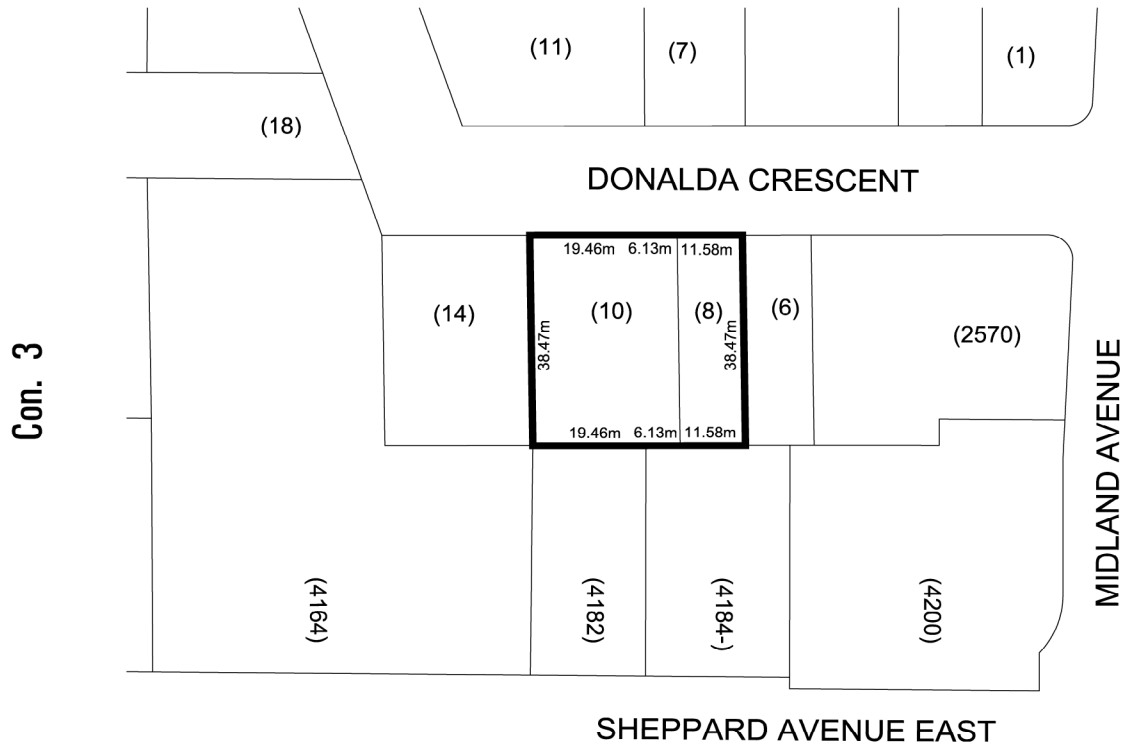 (11)
(7)
(1)
(18)
DONALDA CRESCENT
19.46m 6.13m 11.58m
(14)
(10)
(8)
(6)
(2570)
38.47m
38.47m
19.46m 6.13m 11.58m
Con. 3
MIDLAND AVENUE
(4164)
(4182)
(4184-)
(4200)
SHEPPARD AVENUE EAST